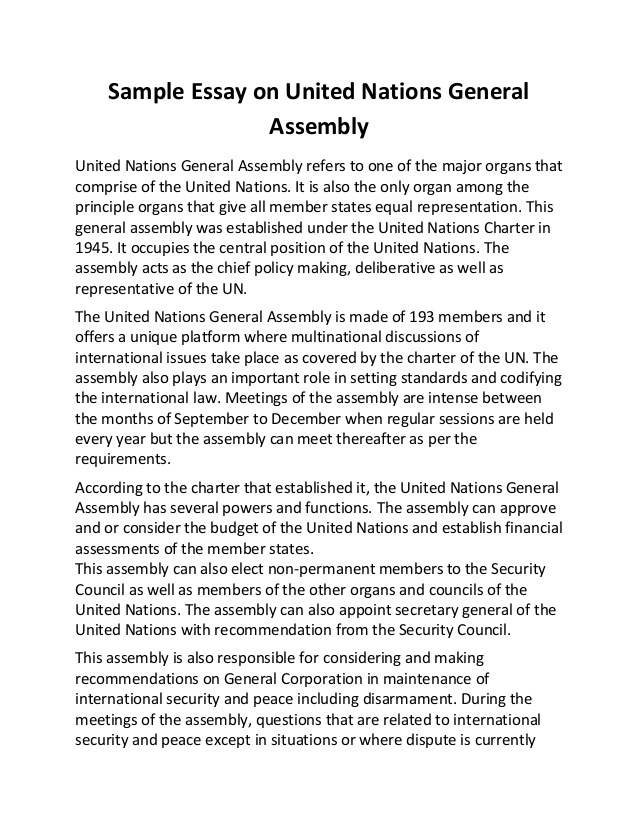 Sample Essay on United Nations General
Assembly
United Nations General Assembly refers to one of the major organs that
comprise of the United Nations. It is also the only organ among the
principle organs that give all member states equal representation. This
general assembly was established under the United Nations Charter in
1945. It occupies the central position of the United Nations. The
assembly acts as the chief policy making, deliberative as well as
representative of the UN.
The United Nations General Assembly is made of 193 members and it
offers a unique platform where multinational discussions of
international issues take place as covered by the charter of the UN. The
assembly also plays an important role in setting standards and codifying
the international law. Meetings of the assembly are intense between
the months of September to December when regular sessions are held
every year but the assembly can meet thereafter as per the
requirements.
According to the charter that established it, the United Nations General
Assembly has several powers and functions. The assembly can approve
and or consider the budget of the United Nations and establish financial
assessments of the member states.
This assembly can also elect non-permanent members to the Security
Council as well as members of the other organs and councils of the
United Nations. The assembly can also appoint secretary general of the
United Nations with recommendation from the Security Council.
This assembly is also responsible for considering and making
recommendations on General Corporation in maintenance of
international security and peace including disarmament. During the
meetings of the assembly, questions that are related to international
security and peace except in situations or where dispute is currently